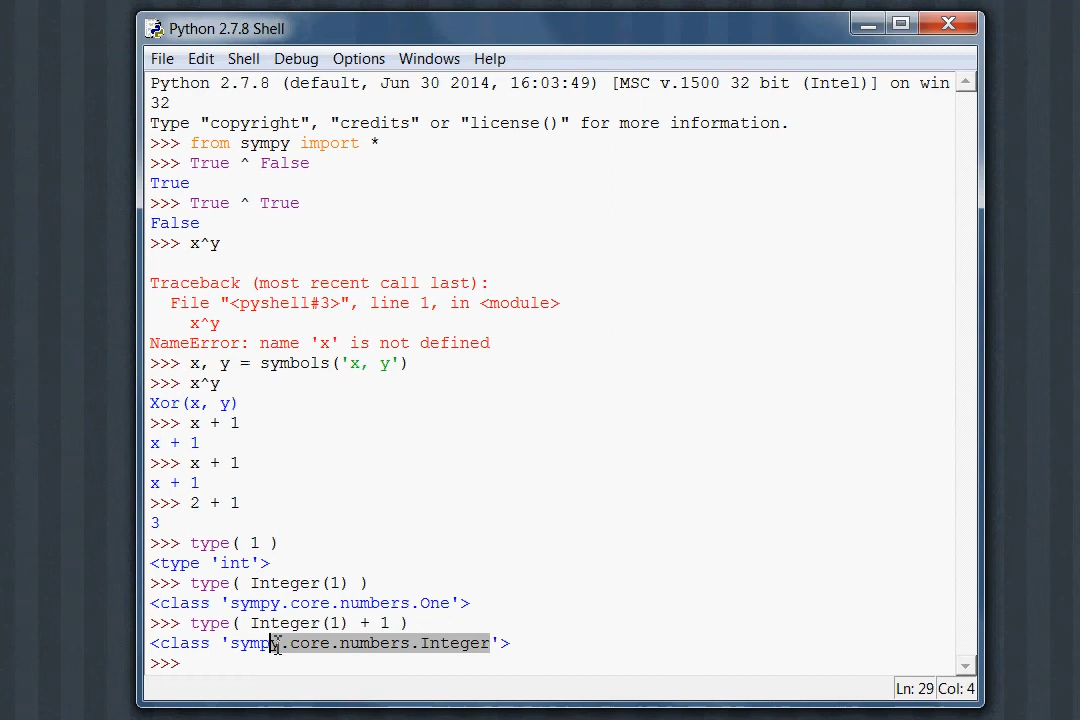 Python 2.7.8 Shell
File Edit Shell Debug Options Windows Help
Python 2.7.8 (default, Jun 30 2014, 16:03:49) [MSC v.1500 32 bit (Intel)] on win
32
Type "copyright", "credits" or "license()" for more information.
>>> from sympy import *
>>> True ^ False
True
>>> True ^ True
False
>>> x^y
Traceback (most recent call last):
  File "<pyshell#3>", line 1, in <module>
    x^y
NameError: name 'x' is not defined
>>> x, y = symbols('x, y')
>>> x^y
Xor(x, y)
>>> x + 1
x + 1
>>> x + 1
x + 1
>>> 2 + 1
3
>>> type( 1 )
<type 'int'>
>>> type( Integer(1) )
<class 'sympy.core.numbers.One'>
>>> type( Integer(1) + 1 )
<class 'sympy.core.numbers.Integer'>
>>>
Ln: 29 Col: 4